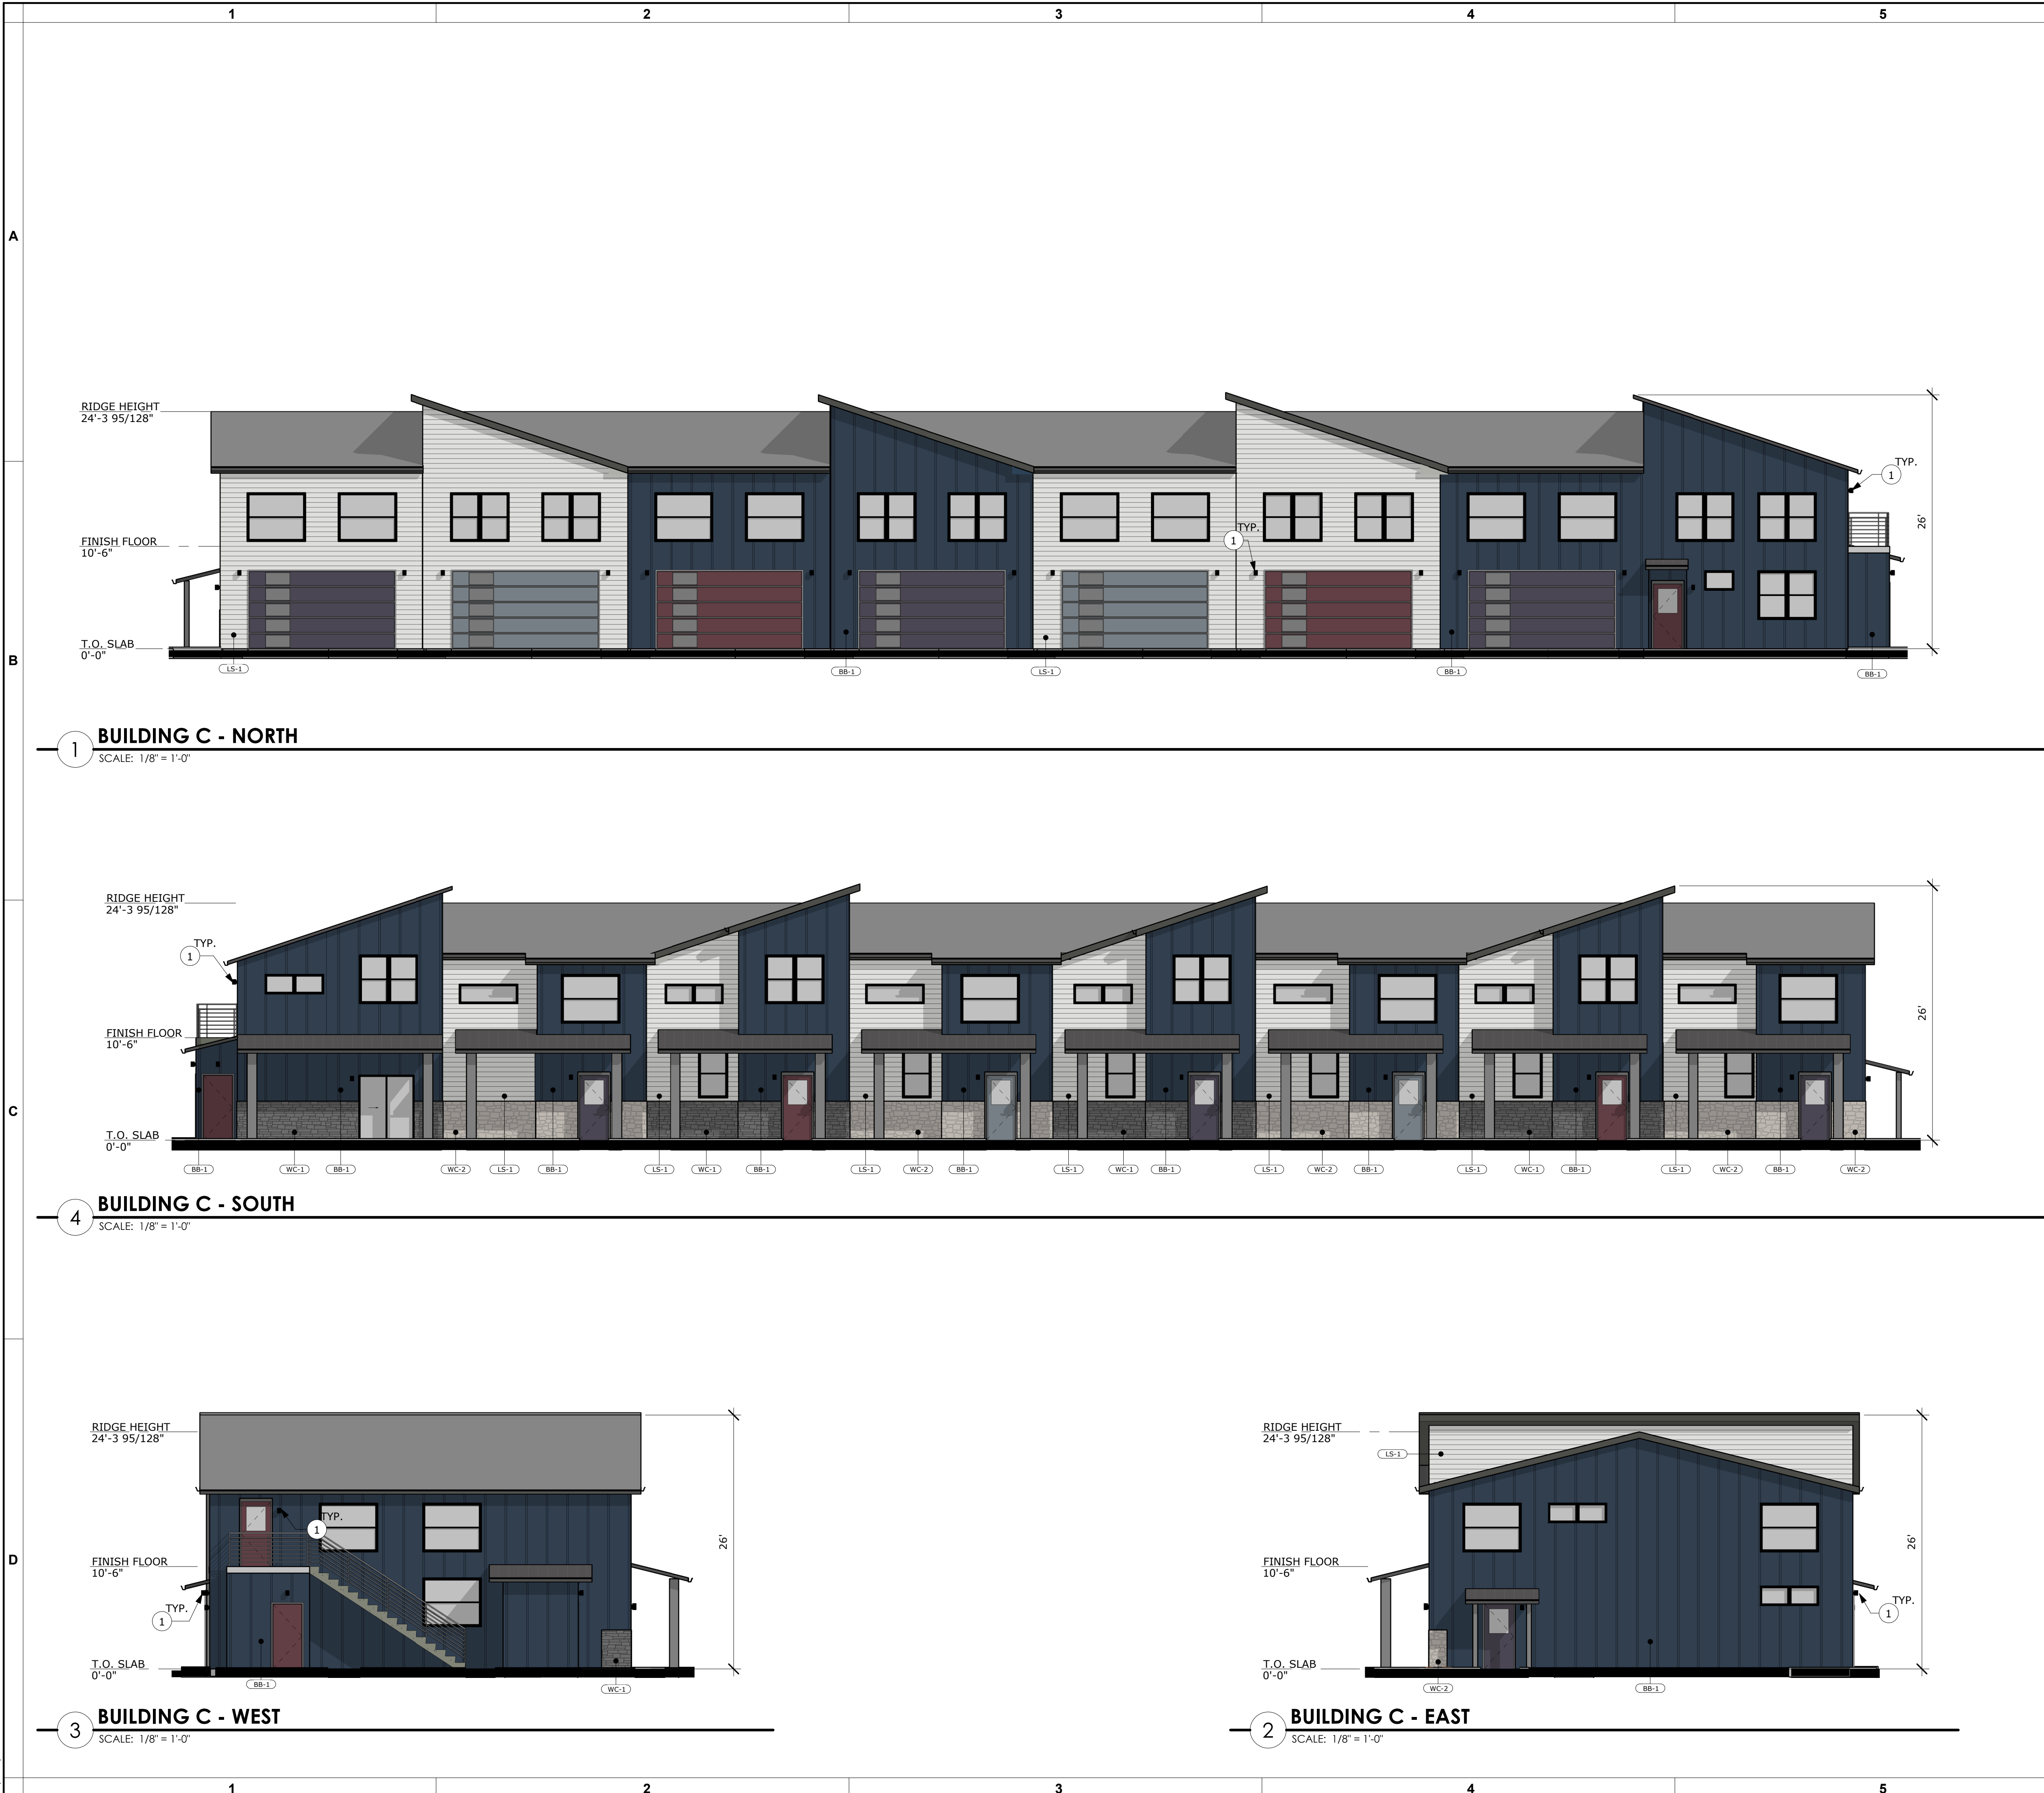 1 2 3 4 5
A
RIDGE HEIGHT
24'-3 95/128"
TYP.
1
26'
TYP.
1
FINISH FLOOR
10'-6"
B
T.O. SLAB
0'-0"
LS-1 BB-1 LS-1 BB-1 BB-1
1 BUILDING C - NORTH
SCALE: 1/8" = 1'-0"
RIDGE HEIGHT
24'-3 95/128"
TYP.
1
26'
FINISH FLOOR
10'-6"
C
T.O. SLAB
0'-0"
BB-1 WC-1 BB-1 WC-2 LS-1 BB-1 LS-1 WC-1 BB-1 LS-1 WC-2 BB-1 LS-1 WC-1 BB-1 LS-1 WC-2 BB-1 LS-1 WC-1 BB-1 LS-1 WC-2 BB-1 WC-2
4 BUILDING C - SOUTH
SCALE: 1/8" = 1'-0"
RIDGE HEIGHT
24'-3 95/128"
TYP.
1
26'
D
FINISH FLOOR
10'-6"
TYP.
1
T.O. SLAB
0'-0"
BB-1 WC-1
3 BUILDING C - WEST
SCALE: 1/8" = 1'-0"
RIDGE HEIGHT
24'-3 95/128"
LS-1
26'
FINISH FLOOR
10'-6"
TYP.
1
T.O. SLAB
0'-0"
WC-2 BB-1
2 BUILDING C - EAST
SCALE: 1/8" = 1'-0"
1 2 3 4 5